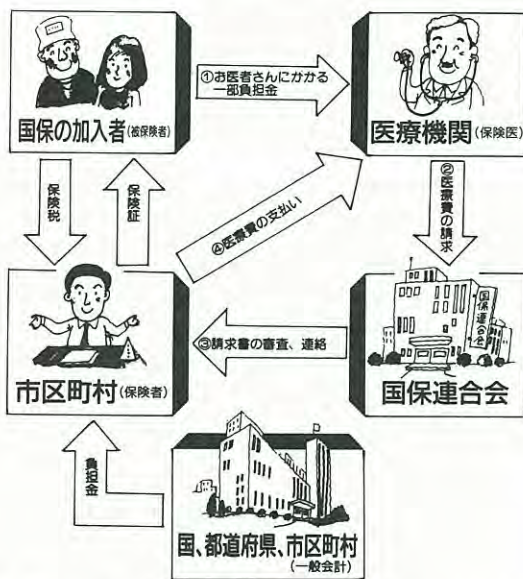 ①お医者さんにかかる
一部負担金
国保の加入者(被保険者)
医療機関(保険医)
保険税
保険証
④医療費の支払い
②医療費の請求
国保連合会
③請求書の審査、連絡
市区町村(保険者)
国保連合会
負担金
国、都道府県、市区町村
(一般会計)